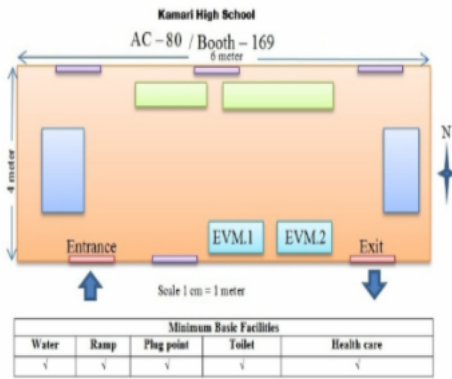 Kamari High School
AC – 80 / Booth – 169
6 meter
4 meter
N
EVM.1 EVM.2
Entrance Exit
Scale 1 cm = 1 meter
Minimum Basic Facilities
Water Ramp Plug point Toilet Health care
√ √ √ √ √